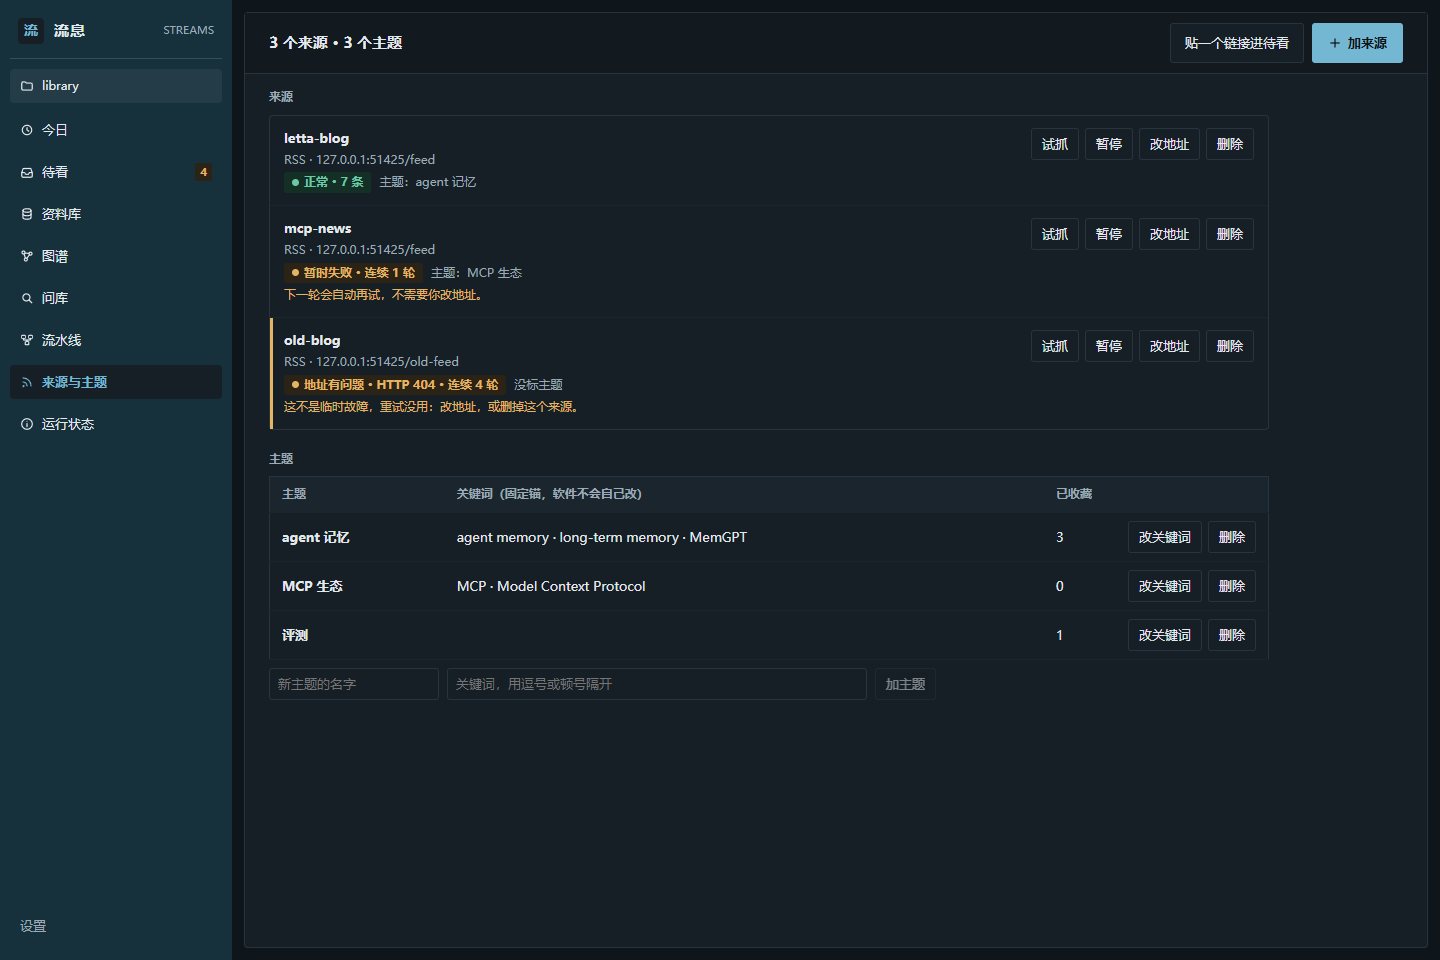 流 流息 STREAMS
library
今日
待看 4
资料库
图谱
问库
流水线
来源与主题
运行状态
设置
3 个来源 • 3 个主题 贴一个链接进待看 + 加来源
来源
letta-blog 试抓 暂停 改地址 删除
RSS · 127.0.0.1:51425/feed
正常 • 7 条 主题：agent 记忆
mcp-news 试抓 暂停 改地址 删除
RSS · 127.0.0.1:51425/feed
暂时失败 • 连续 1 轮 主题：MCP 生态
下一轮会自动再试，不需要你改地址。
old-blog 试抓 暂停 改地址 删除
RSS · 127.0.0.1:51425/old-feed
地址有问题 • HTTP 404 • 连续 4 轮 没标主题
这不是临时故障，重试没用：改地址，或删掉这个来源。
主题
主题 关键词（固定锚，软件不会自己改） 已收藏
agent 记忆 agent memory · long-term memory · MemGPT 3 改关键词 删除
MCP 生态 MCP · Model Context Protocol 0 改关键词 删除
评测 1 改关键词 删除
新主题的名字 关键词，用逗号或顿号隔开 加主题